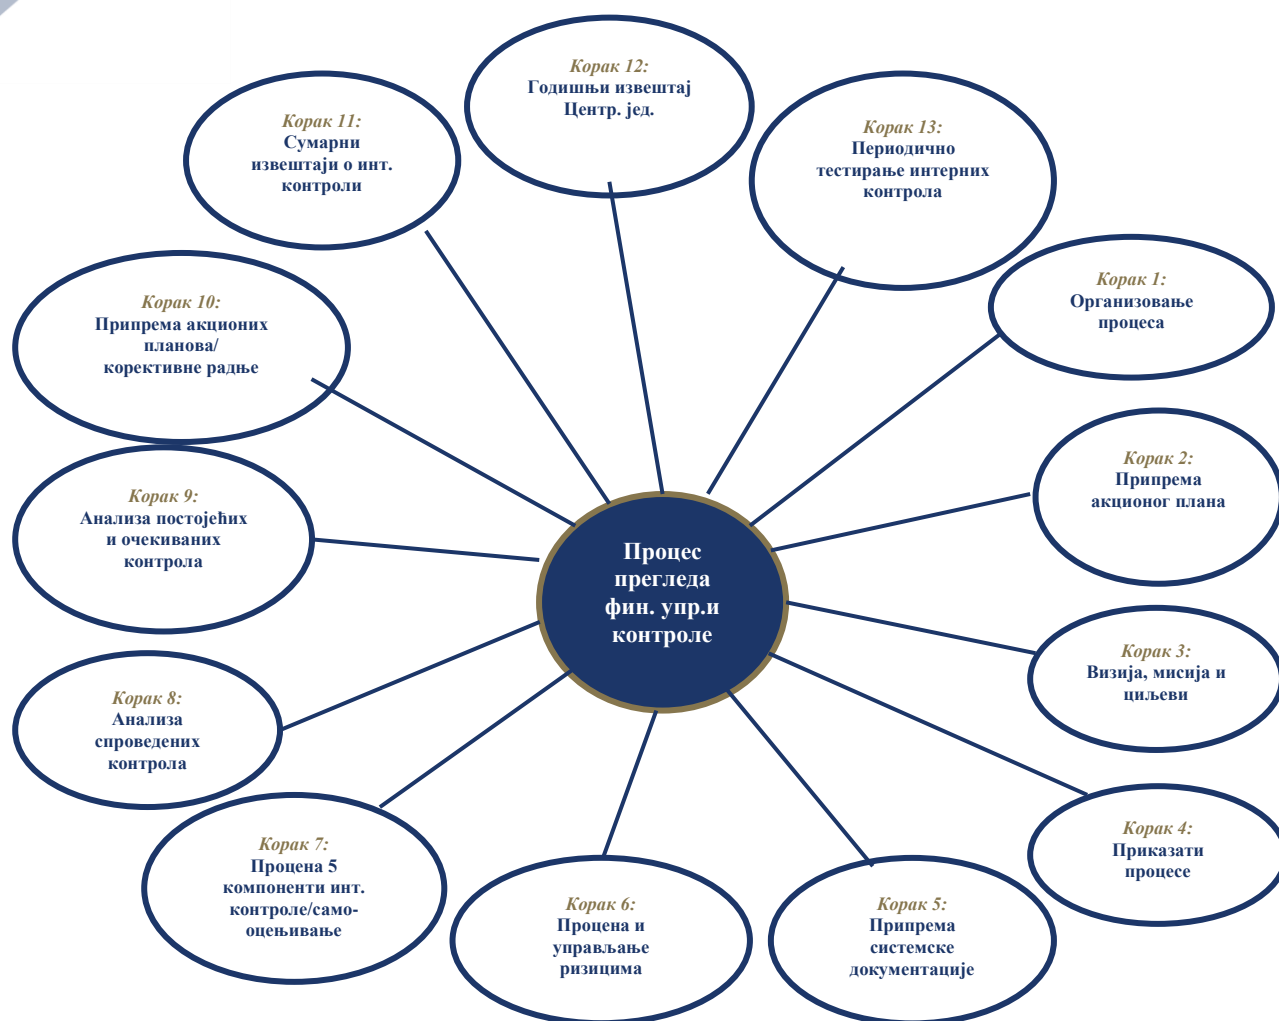 Корак 12:
Годишњи извештај
Центр. јед.
Корак 11:
Сумарни
извештаји о инт.
контроли
Корак 13:
Периодично
тестирање интерних
контрола
Корак 1:
Организовање
процеса
Корак 10:
Припрема акционих
планова/
корективне радње
Корак 2:
Припрема
акционог плана
Корак 9:
Анализа постојећих
и очекиваних
контрола
Процес
прегледа
фин. упр.и
контроле
Корак 3:
Визија, мисија и
циљеви
Корак 8:
Анализа
спроведених
контрола
Корак 4:
Приказати
процесе
Корак 7:
Процена 5
компоненти инт.
контроле/само-
оцењивање
Корак 6:
Процена и
управљање
ризицима
Корак 5:
Припрема
системске
документације